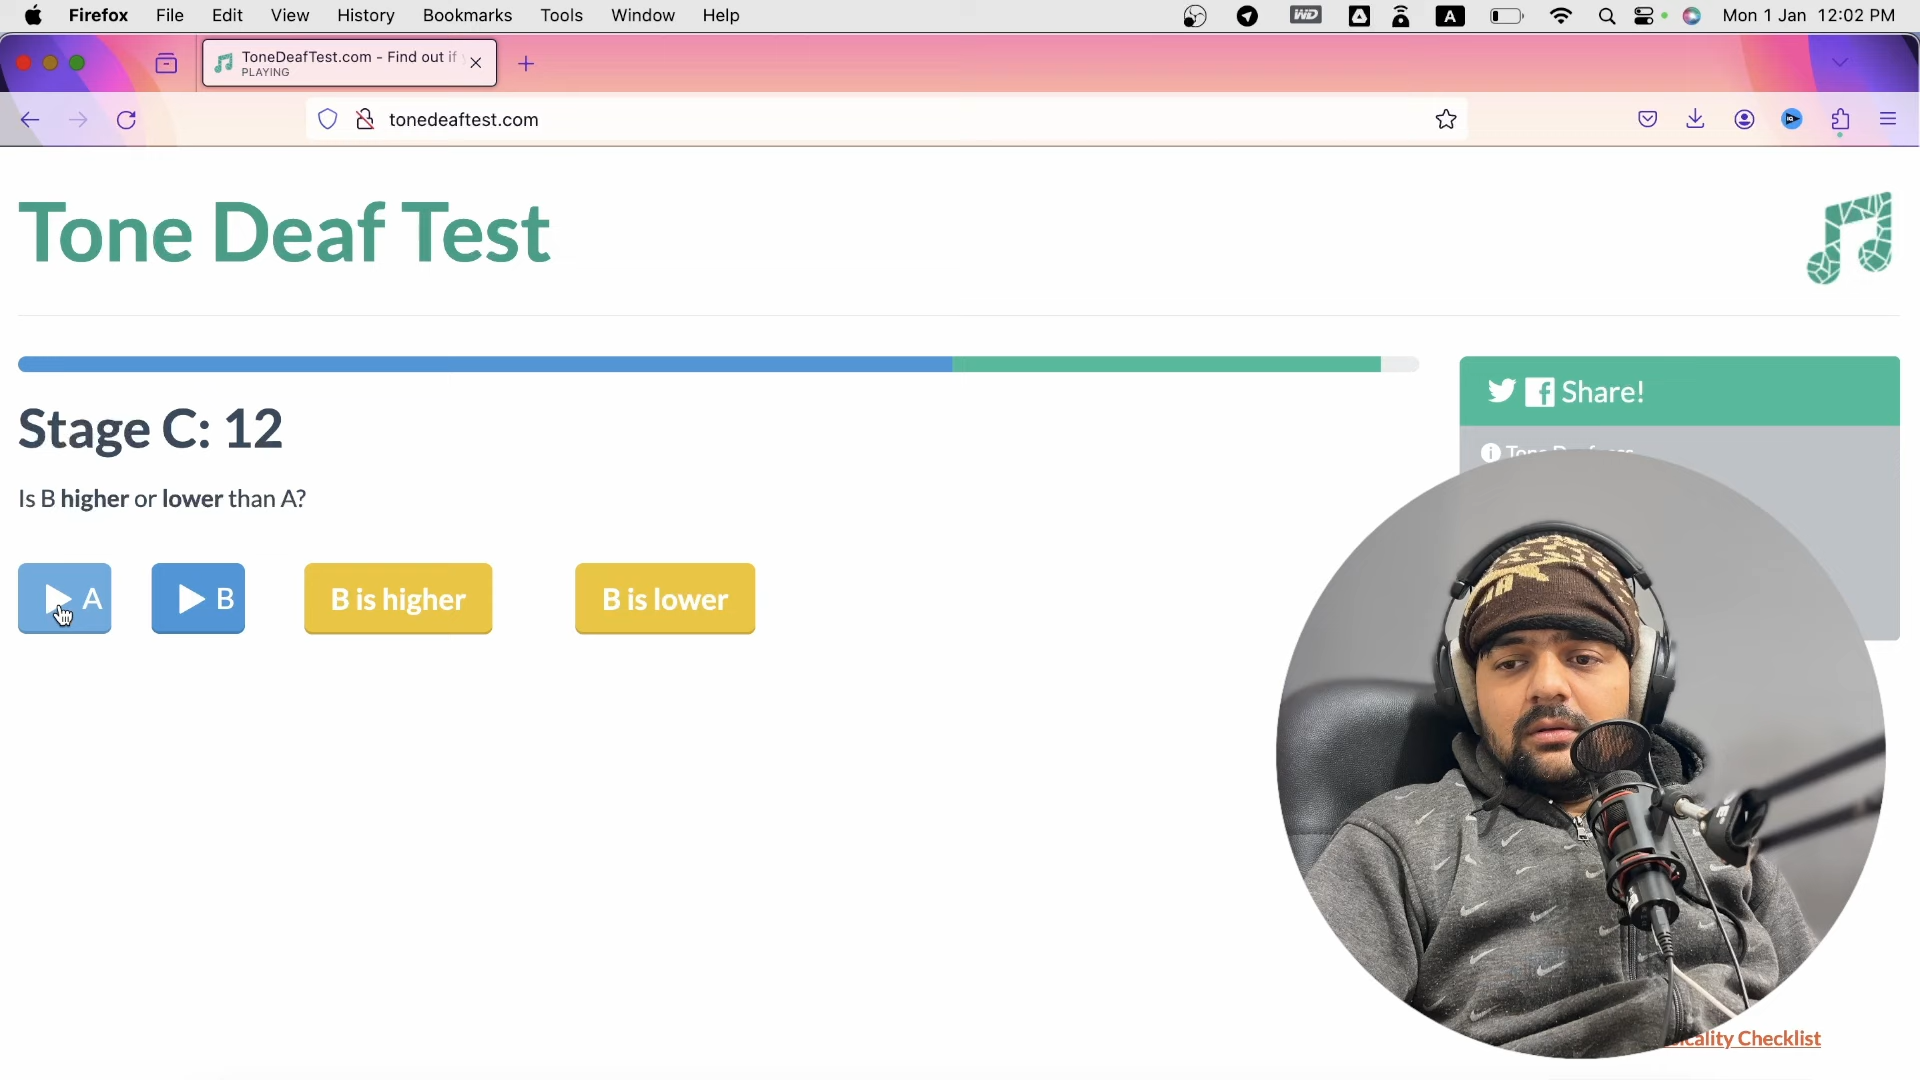 Firefox File Edit View History Bookmarks Tools Window Help WD A Mon 1 Jan 12:02 PM
ToneDeafTest.com - Find out if
PLAYING
tonedeaftest.com
Tone Deaf Test
Share!
Stage C: 12
Is B higher or lower than A?
A B B is higher B is lower
Checklist